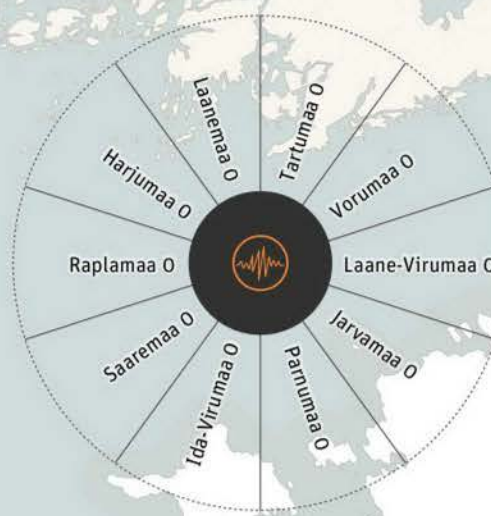 Laanemaa 0
Tartumaa 0
Vorumaa 0
Laane-Virumaa 0
Jarvamaa 0
Parnumaa 0
Ida-Virumaa 0
Saaremaa 0
Raplamaa 0
Harjumaa 0